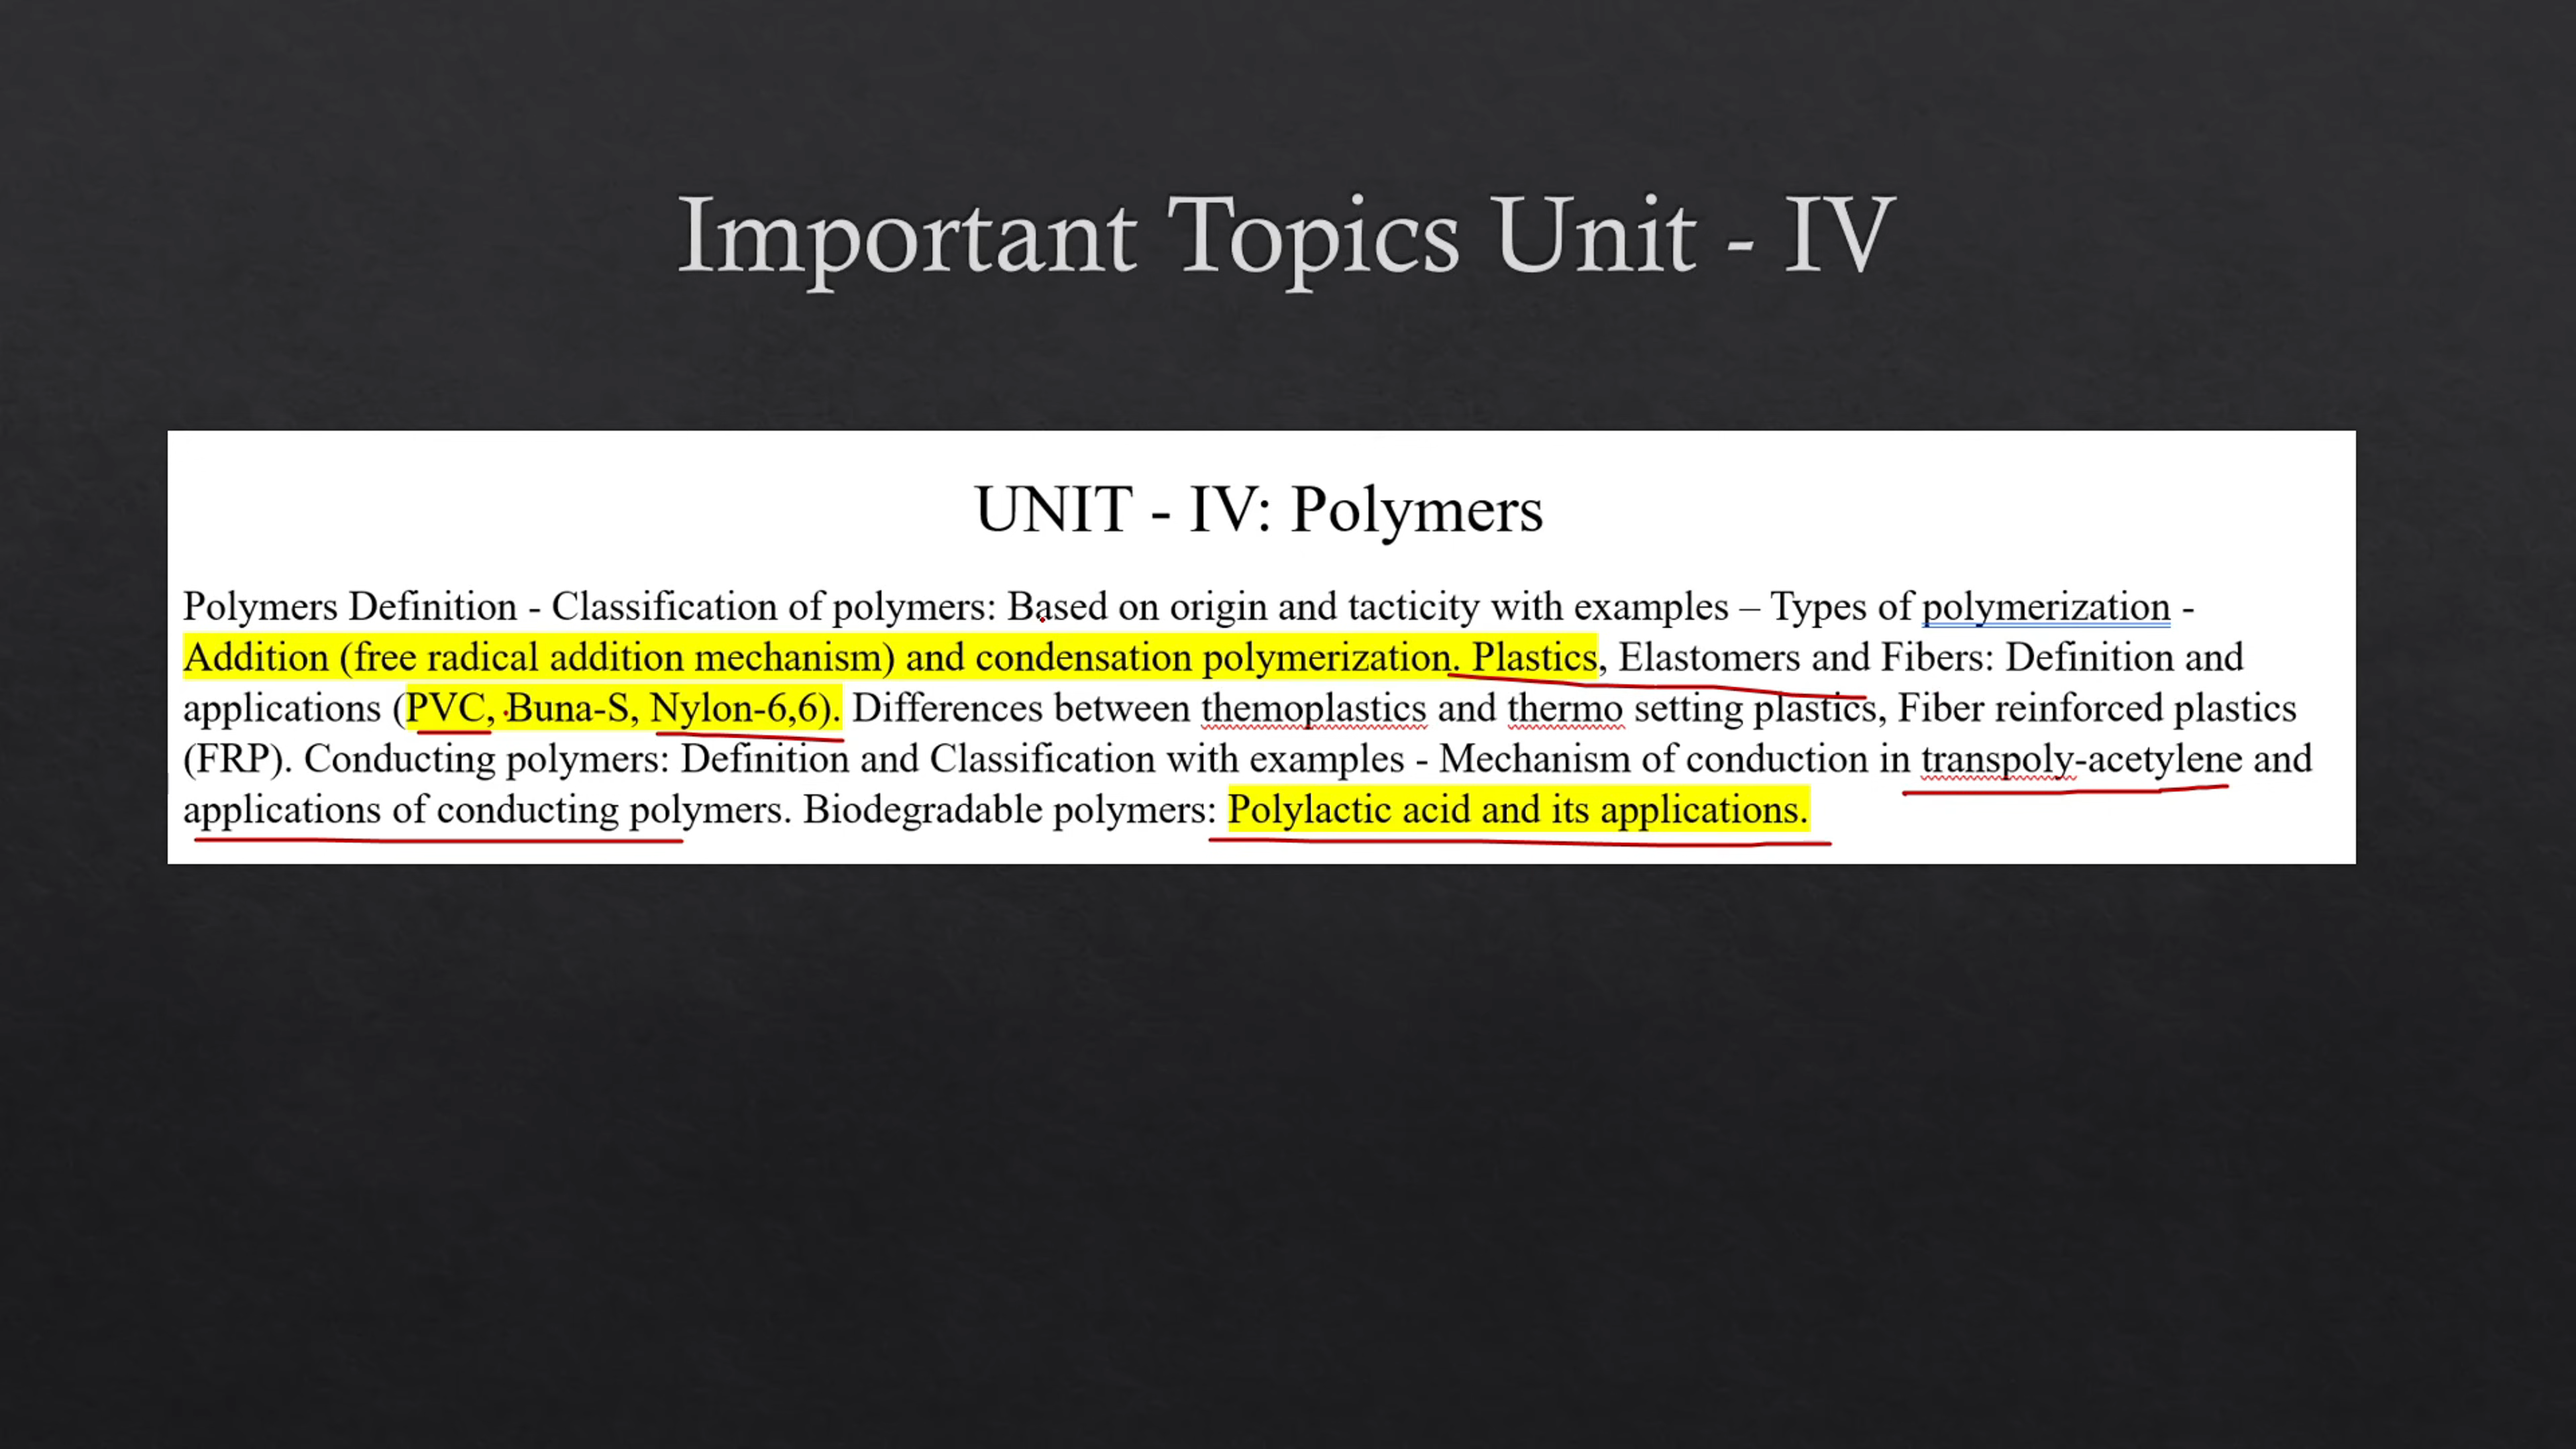 Important Topics Unit - IV
UNIT - IV: Polymers
Polymers Definition - Classification of polymers: Based on origin and tacticity with examples – Types of polymerization -
Addition (free radical addition mechanism) and condensation polymerization. Plastics, Elastomers and Fibers: Definition and
applications (PVC, Buna-S, Nylon-6,6). Differences between themoplastics and thermo setting plastics, Fiber reinforced plastics
(FRP). Conducting polymers: Definition and Classification with examples - Mechanism of conduction in transpoly-acetylene and
applications of conducting polymers. Biodegradable polymers: Polylactic acid and its applications.